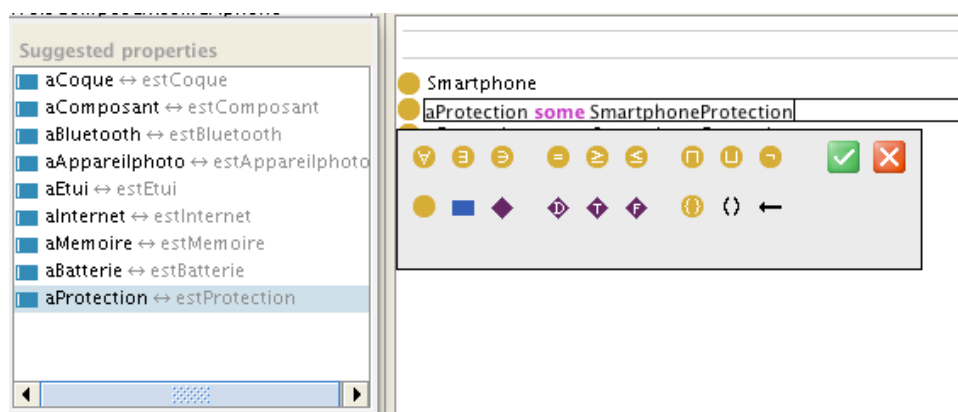 Suggested properties
aCoque ↔ estCoque
aComposant ↔ estComposant
aBluetooth ↔ estBluetooth
aAppareilphoto ↔ estAppareilphoto
aEtui ↔ estEtui
aInternet ↔ estInternet
aMemoire ↔ estMemoire
aBatterie ↔ estBatterie
aProtection ↔ estProtection
Smartphone
aProtection some SmartphoneProtection
∀ ∃ ∋ = ≥ ≤ ⊓ ⊔ ¬
D T F {} () ←